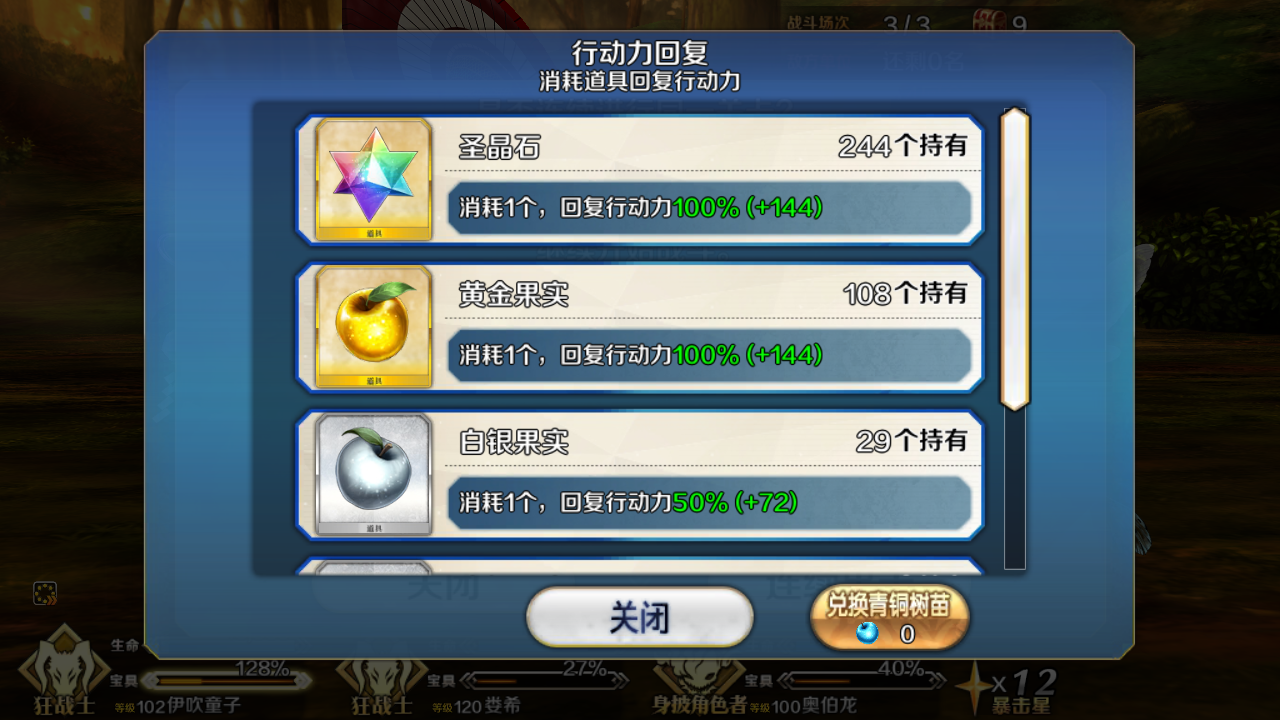 战斗场次 3/3 9
行动力回复
消耗道具回复行动力
圣晶石 244个持有
消耗1个，回复行动力100% (+144)
道具
黄金果实 108个持有
消耗1个，回复行动力100% (+144)
道具
白银果实 29个持有
消耗1个，回复行动力50% (+72)
道具
关闭
兑换青铜树苗
0
生命
宝具 128% 宝具 27% 宝具 40% x12
狂战士 等级102伊吹童子 狂战士 等级120娄希 身披角色者 等级100奥伯龙 暴击星